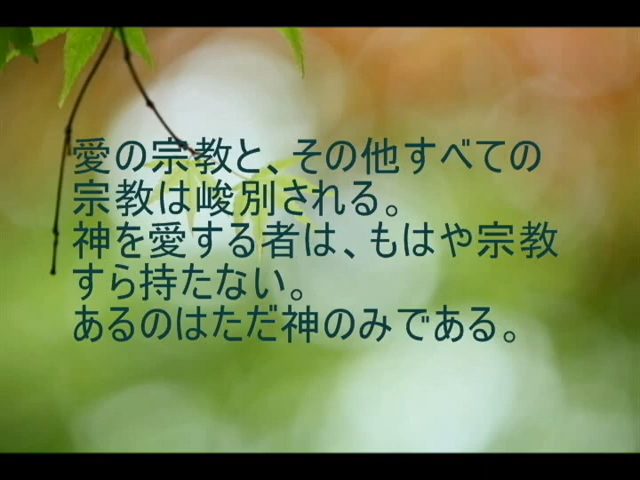 愛の宗教と、その他すべての
宗教は峻別される。
神を愛する者は、もはや宗教
すら持たない。
あるのはただ神のみである。